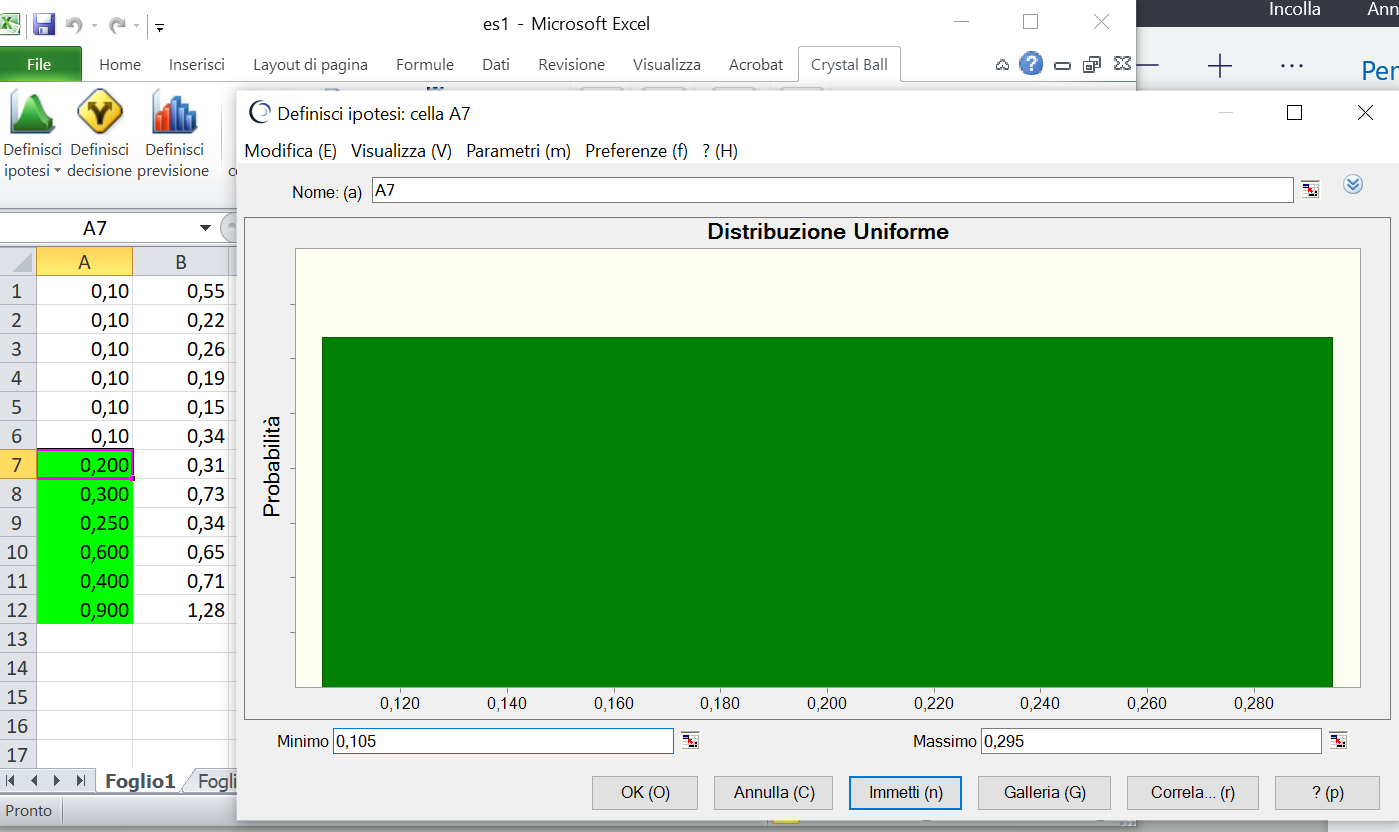 Incolla Ann
es1 - Microsoft Excel
File Home Inserisci Layout di pagina Formule Dati Revisione Visualizza Acrobat Crystal Ball
Per
Definisci ipotesi
Definisci decisione
Definisci previsione
Definisci ipotesi: cella A7
Modifica (E) Visualizza (V) Parametri (m) Preferenze (f) ? (H)
Nome: (a) A7
A7
A B
1 0,10 0,55
2 0,10 0,22
3 0,10 0,26
4 0,10 0,19
5 0,10 0,15
6 0,10 0,34
7 0,200 0,31
8 0,300 0,73
9 0,250 0,34
10 0,600 0,65
11 0,400 0,71
12 0,900 1,28
13
14
15
16
17
Distribuzione Uniforme
Probabilità
0,120 0,140 0,160 0,180 0,200 0,220 0,240 0,260 0,280
Minimo 0,105 Massimo 0,295
OK (O) Annulla (C) Immetti (n) Galleria (G) Correla... (r) ? (p)
Foglio1 Fogli
Pronto